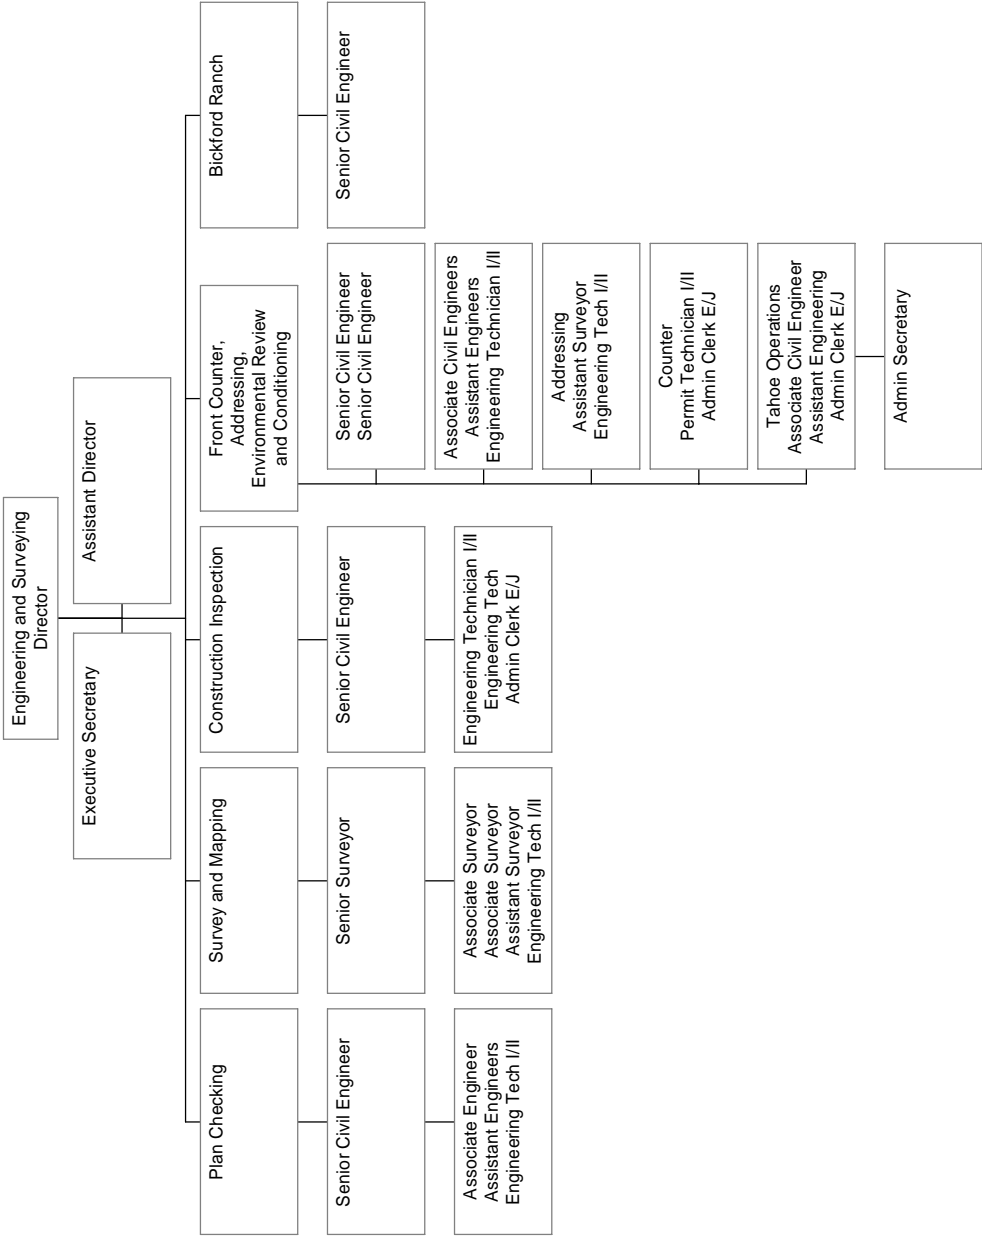 Engineering and Surveying
Director
Executive Secretary
Assistant Director
Plan Checking
Senior Civil Engineer
Associate Engineer
Assistant Engineers
Engineering Tech I/II
Survey and Mapping
Senior Surveyor
Associate Surveyor
Associate Surveyor
Assistant Surveyor
Engineering Tech I/II
Construction Inspection
Senior Civil Engineer
Engineering Technician I/II
Engineering Tech
Admin Clerk E/J
Front Counter,
Addressing,
Environmental Review
and Conditioning
Senior Civil Engineer
Senior Civil Engineer
Associate Civil Engineers
Assistant Engineers
Engineering Technician I/II
Addressing
Assistant Surveyor
Engineering Tech I/II
Counter
Permit Technician I/II
Admin Clerk E/J
Tahoe Operations
Associate Civil Engineer
Assistant Engineering
Admin Clerk E/J
Admin Secretary
Bickford Ranch
Senior Civil Engineer